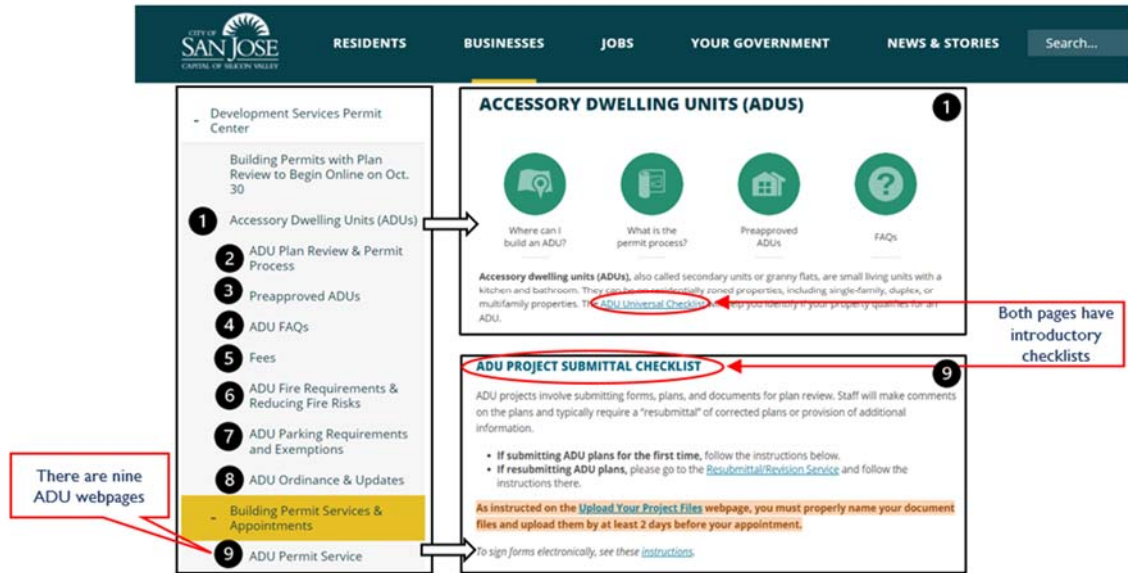 CITY OF
SAN JOSE
CAPITAL OF SILICON VALLEY
RESIDENTS
BUSINESSES
JOBS
YOUR GOVERNMENT
NEWS & STORIES
Search...
- Development Services Permit
Center
Building Permits with Plan
Review to Begin Online on Oct.
30
1 Accessory Dwelling Units (ADUs)
2 ADU Plan Review & Permit
Process
3 Preapproved ADUs
4 ADU FAQs
5 Fees
6 ADU Fire Requirements &
Reducing Fire Risks
7 ADU Parking Requirements
and Exemptions
8 ADU Ordinance & Updates
- Building Permit Services &
Appointments
9 ADU Permit Service
There are nine
ADU webpages
ACCESSORY DWELLING UNITS (ADUS)
1
Where can I
build an ADU?
What is the
permit process?
Preapproved
ADUs
?
FAQs
Accessory dwelling units (ADUs), also called secondary units or granny flats, are small living units with a
kitchen and bathroom. They can be on residentially zoned properties, including single-family, duplex, or
multifamily properties. The ADU Universal Checklist will help you identify if your property qualifies for an
ADU.
Both pages have
introductory
checklists
ADU PROJECT SUBMITTAL CHECKLIST
9
ADU projects involve submitting forms, plans, and documents for plan review. Staff will make comments
on the plans and typically require a "resubmittal" of corrected plans or provision of additional
information.
• If submitting ADU plans for the first time, follow the instructions below.
• If resubmitting ADU plans, please go to the Resubmittal/Revision Service and follow the
instructions there.
As instructed on the Upload Your Project Files webpage, you must properly name your document
files and upload them by at least 2 days before your appointment.
To sign forms electronically, see these instructions.